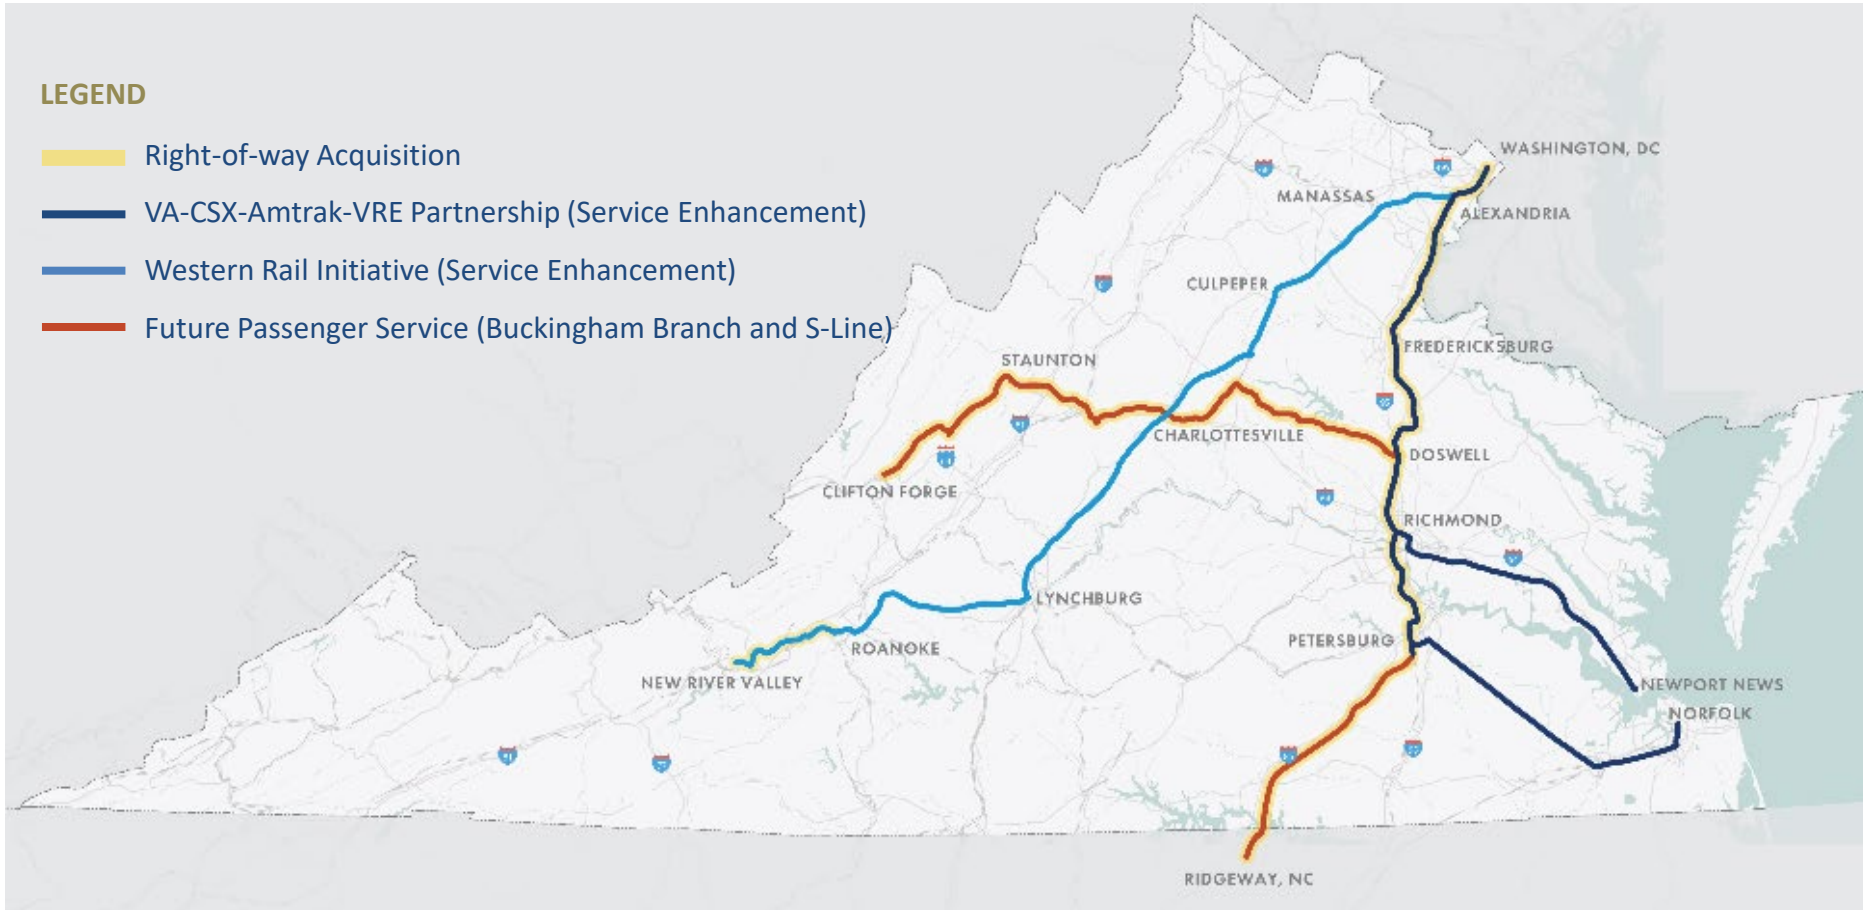 LEGEND
Right-of-way Acquisition
VA-CSX-Amtrak-VRE Partnership (Service Enhancement)
Western Rail Initiative (Service Enhancement)
Future Passenger Service (Buckingham Branch and S-Line)
WASHINGTON, DC
MANASSAS
ALEXANDRIA
CULPEPER
FREDERICKSBURG
STAUNTON
CHARLOTTESVILLE
DOSWELL
CLIFTON FORGE
RICHMOND
LYNCHBURG
PETERSBURG
ROANOKE
NEW RIVER VALLEY
NEWPORT NEWS
NORFOLK
RIDGEWAY, NC